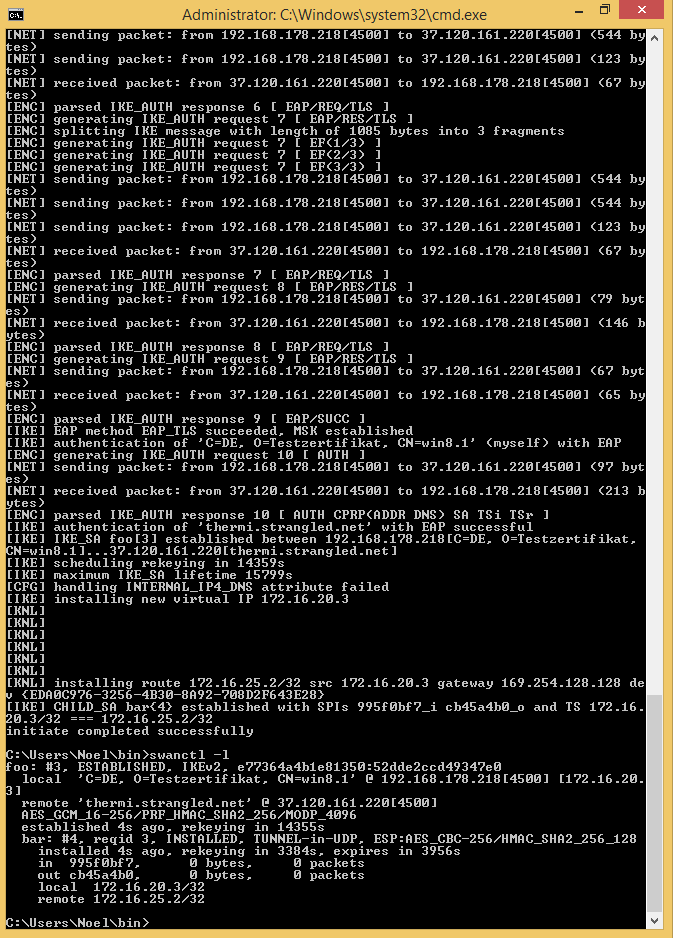 Administrator: C:\Windows\system32\cmd.exe
[NET] sending packet: from 192.168.178.218[4500] to 37.120.161.220[4500] (544 by
tes)
[NET] sending packet: from 192.168.178.218[4500] to 37.120.161.220[4500] (123 by
tes)
[NET] received packet: from 37.120.161.220[4500] to 192.168.178.218[4500] (67 by
tes)
[ENC] parsed IKE_AUTH response 6 [ EAP/REQ/TLS ]
[ENC] generating IKE_AUTH request 7 [ EAP/RES/TLS ]
[ENC] splitting IKE message with length of 1085 bytes into 3 fragments
[ENC] generating IKE_AUTH request 7 [ EF(1/3) ]
[ENC] generating IKE_AUTH request 7 [ EF(2/3) ]
[ENC] generating IKE_AUTH request 7 [ EF(3/3) ]
[NET] sending packet: from 192.168.178.218[4500] to 37.120.161.220[4500] (544 by
tes)
[NET] sending packet: from 192.168.178.218[4500] to 37.120.161.220[4500] (544 by
tes)
[NET] sending packet: from 192.168.178.218[4500] to 37.120.161.220[4500] (123 by
tes)
[NET] received packet: from 37.120.161.220[4500] to 192.168.178.218[4500] (67 by
tes)
[ENC] parsed IKE_AUTH response 7 [ EAP/REQ/TLS ]
[ENC] generating IKE_AUTH request 8 [ EAP/RES/TLS ]
[NET] sending packet: from 192.168.178.218[4500] to 37.120.161.220[4500] (79 byt
es)
[NET] received packet: from 37.120.161.220[4500] to 192.168.178.218[4500] (146 b
ytes)
[ENC] parsed IKE_AUTH response 8 [ EAP/REQ/TLS ]
[ENC] generating IKE_AUTH request 9 [ EAP/RES/TLS ]
[NET] sending packet: from 192.168.178.218[4500] to 37.120.161.220[4500] (67 byt
es)
[NET] received packet: from 37.120.161.220[4500] to 192.168.178.218[4500] (65 by
tes)
[ENC] parsed IKE_AUTH response 9 [ EAP/SUCC ]
[IKE] EAP method EAP_TLS succeeded, MSK established
[IKE] authentication of 'C=DE, O=Testzertifikat, CN=win8.1' (myself) with EAP
[ENC] generating IKE_AUTH request 10 [ AUTH ]
[NET] sending packet: from 192.168.178.218[4500] to 37.120.161.220[4500] (97 byt
es)
[NET] received packet: from 37.120.161.220[4500] to 192.168.178.218[4500] (213 b
ytes)
[ENC] parsed IKE_AUTH response 10 [ AUTH CPRP(ADDR DNS) SA TSi TSr ]
[IKE] authentication of 'thermi.strangled.net' with EAP successful
[IKE] IKE_SA foo[3] established between 192.168.178.218[C=DE, O=Testzertifikat,
CN=win8.1]...37.120.161.220[thermi.strangled.net]
[IKE] scheduling rekeying in 14359s
[IKE] maximum IKE_SA lifetime 15799s
[CFG] handling INTERNAL_IP4_DNS attribute failed
[IKE] installing new virtual IP 172.16.20.3
[KNL]
[KNL]
[KNL]
[KNL]
[KNL]
[KNL]
[KNL] installing route 172.16.25.2/32 src 172.16.20.3 gateway 169.254.128.128 de
v {EDA0C976-3256-4B30-8A92-708D2F643E28}
[IKE] CHILD_SA bar{4} established with SPIs 995f0bf7_i cb45a4b0_o and TS 172.16.
20.3/32 === 172.16.25.2/32
initiate completed successfully
C:\Users\Noel\bin>swanctl -l
foo: #3, ESTABLISHED, IKEv2, e77364a4b1e81350:52dde2ccd49347e0
  local  'C=DE, O=Testzertifikat, CN=win8.1' @ 192.168.178.218[4500] [172.16.20.
3]
  remote 'thermi.strangled.net' @ 37.120.161.220[4500]
  AES_GCM_16-256/PRF_HMAC_SHA2_256/MODP_4096
  established 4s ago, rekeying in 14355s
  bar: #4, reqid 3, INSTALLED, TUNNEL-in-UDP, ESP:AES_CBC-256/HMAC_SHA2_256_128
    installed 4s ago, rekeying in 3384s, expires in 3956s
    in  995f0bf7,      0 bytes,     0 packets
    out cb45a4b0,      0 bytes,     0 packets
    local  172.16.20.3/32
    remote 172.16.25.2/32
C:\Users\Noel\bin>